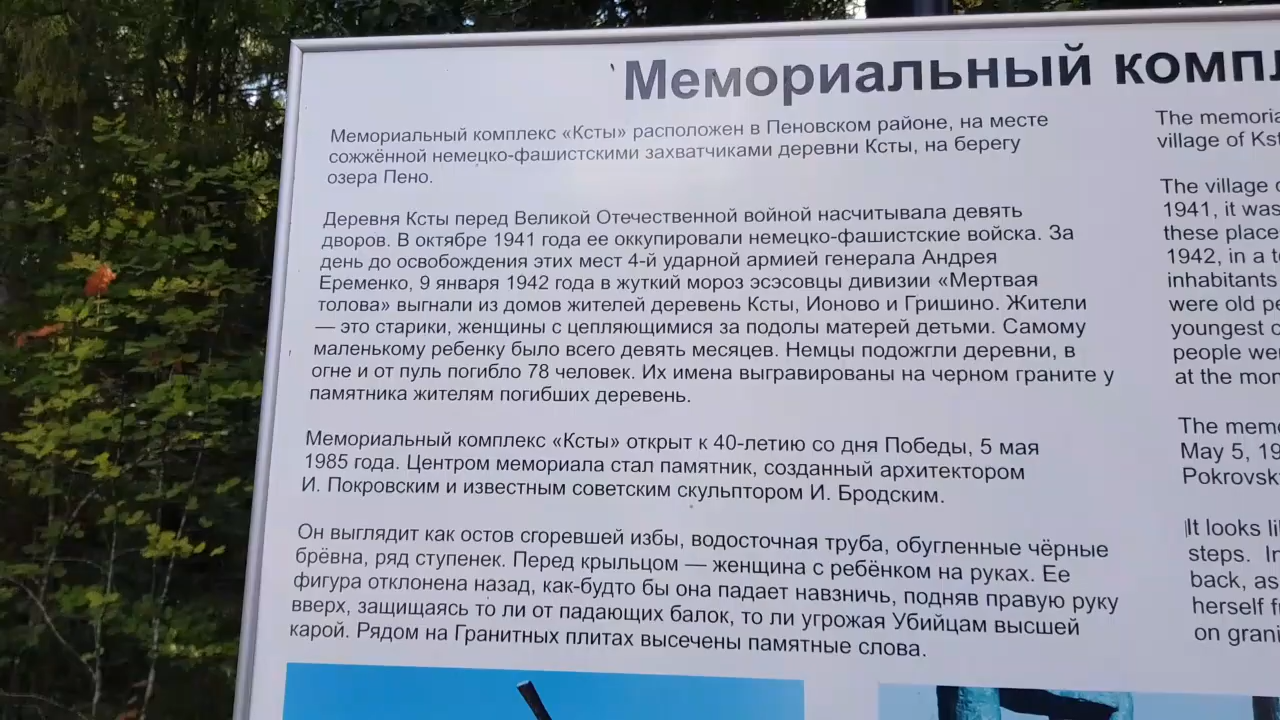 Мемориальный компл
Мемориальный комплекс «Ксты» расположен в Пеновском районе, на месте
сожжённой немецко-фашистскими захватчиками деревни Ксты, на берегу
озера Пено.
Деревня Ксты перед Великой Отечественной войной насчитывала девять
дворов. В октябре 1941 года ее оккупировали немецко-фашистские войска. За
день до освобождения этих мест 4-й ударной армией генерала Андрея
Еременко, 9 января 1942 года в жуткий мороз эсэсовцы дивизии «Мертвая
толова» выгнали из домов жителей деревень Ксты, Ионово и Гришино. Жители
— это старики, женщины с цепляющимися за подолы матерей детьми. Самому
маленькому ребенку было всего девять месяцев. Немцы подожгли деревни, в
огне и от пуль погибло 78 человек. Их имена выгравированы на черном граните у
памятника жителям погибших деревень.
Мемориальный комплекс «Ксты» открыт к 40-летию со дня Победы, 5 мая
1985 года. Центром мемориала стал памятник, созданный архитектором
И. Покровским и известным советским скульптором И. Бродским.
Он выглядит как остов сгоревшей избы, водосточная труба, обугленные чёрные
брёвна, ряд ступенек. Перед крыльцом — женщина с ребёнком на руках. Ее
фигура отклонена назад, как-будто бы она падает навзничь, подняв правую руку
вверх, защищаясь то ли от падающих балок, то ли угрожая Убийцам высшей
карой. Рядом на Гранитных плитах высечены памятные слова.
The memoria
village of Ks
The village
1941, it was
these place
1942, in a t
inhabitants
were old p
youngest
people we
at the mor
The mem
May 5, 19
Pokrovsk
It looks li
steps. In
back, as
herself f
on grani